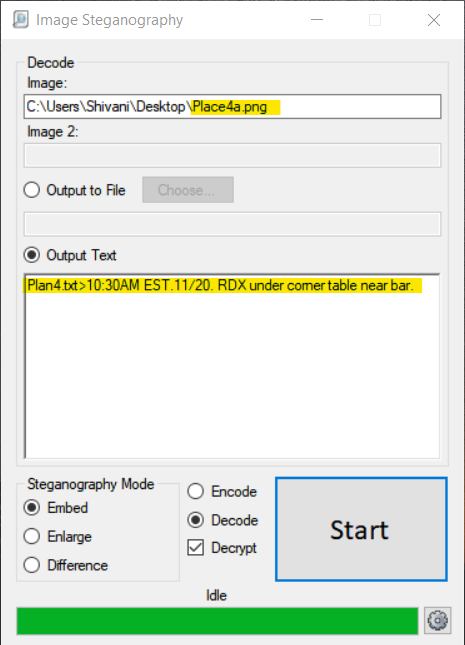 Image Steganography
Decode
Image:
C:\Users\Shivani\Desktop\Place4a.png
Image 2:
Output to File
Choose...
Output Text
Plan4.txt>10:30AM EST.11/20. RDX under corner table near bar.
Steganography Mode
Embed
Enlarge
Difference
Encode
Decode
Decrypt
Start
Idle